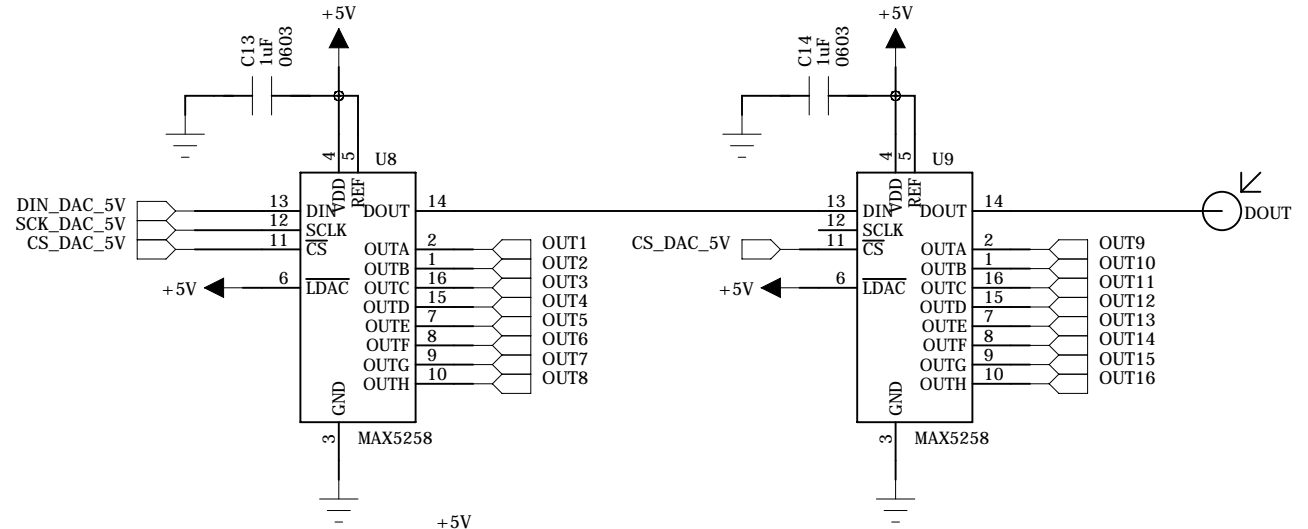 +5V
+5V
C13
1uF
0603
C14
1uF
0603
4
5
U8
4
5
U9
VDD
REF
VDD
REF
DIN_DAC_5V
13
DIN
DOUT
14
13
DIN
DOUT
14
DOUT
SCK_DAC_5V
12
SCLK
12
SCLK
CS_DAC_5V
11
CS
CS_DAC_5V
11
CS
OUTA
2
OUT1
OUTA
2
OUT9
OUTB
1
OUT2
OUTB
1
OUT10
+5V
6
LDAC
OUTC
16
OUT3
+5V
6
LDAC
OUTC
16
OUT11
OUTD
15
OUT4
OUTD
15
OUT12
OUTE
7
OUT5
OUTE
7
OUT13
OUTF
8
OUT6
OUTF
8
OUT14
OUTG
9
OUT7
OUTG
9
OUT15
OUTH
10
OUT8
OUTH
10
OUT16
GND
GND
3
MAX5258
3
MAX5258
+5V